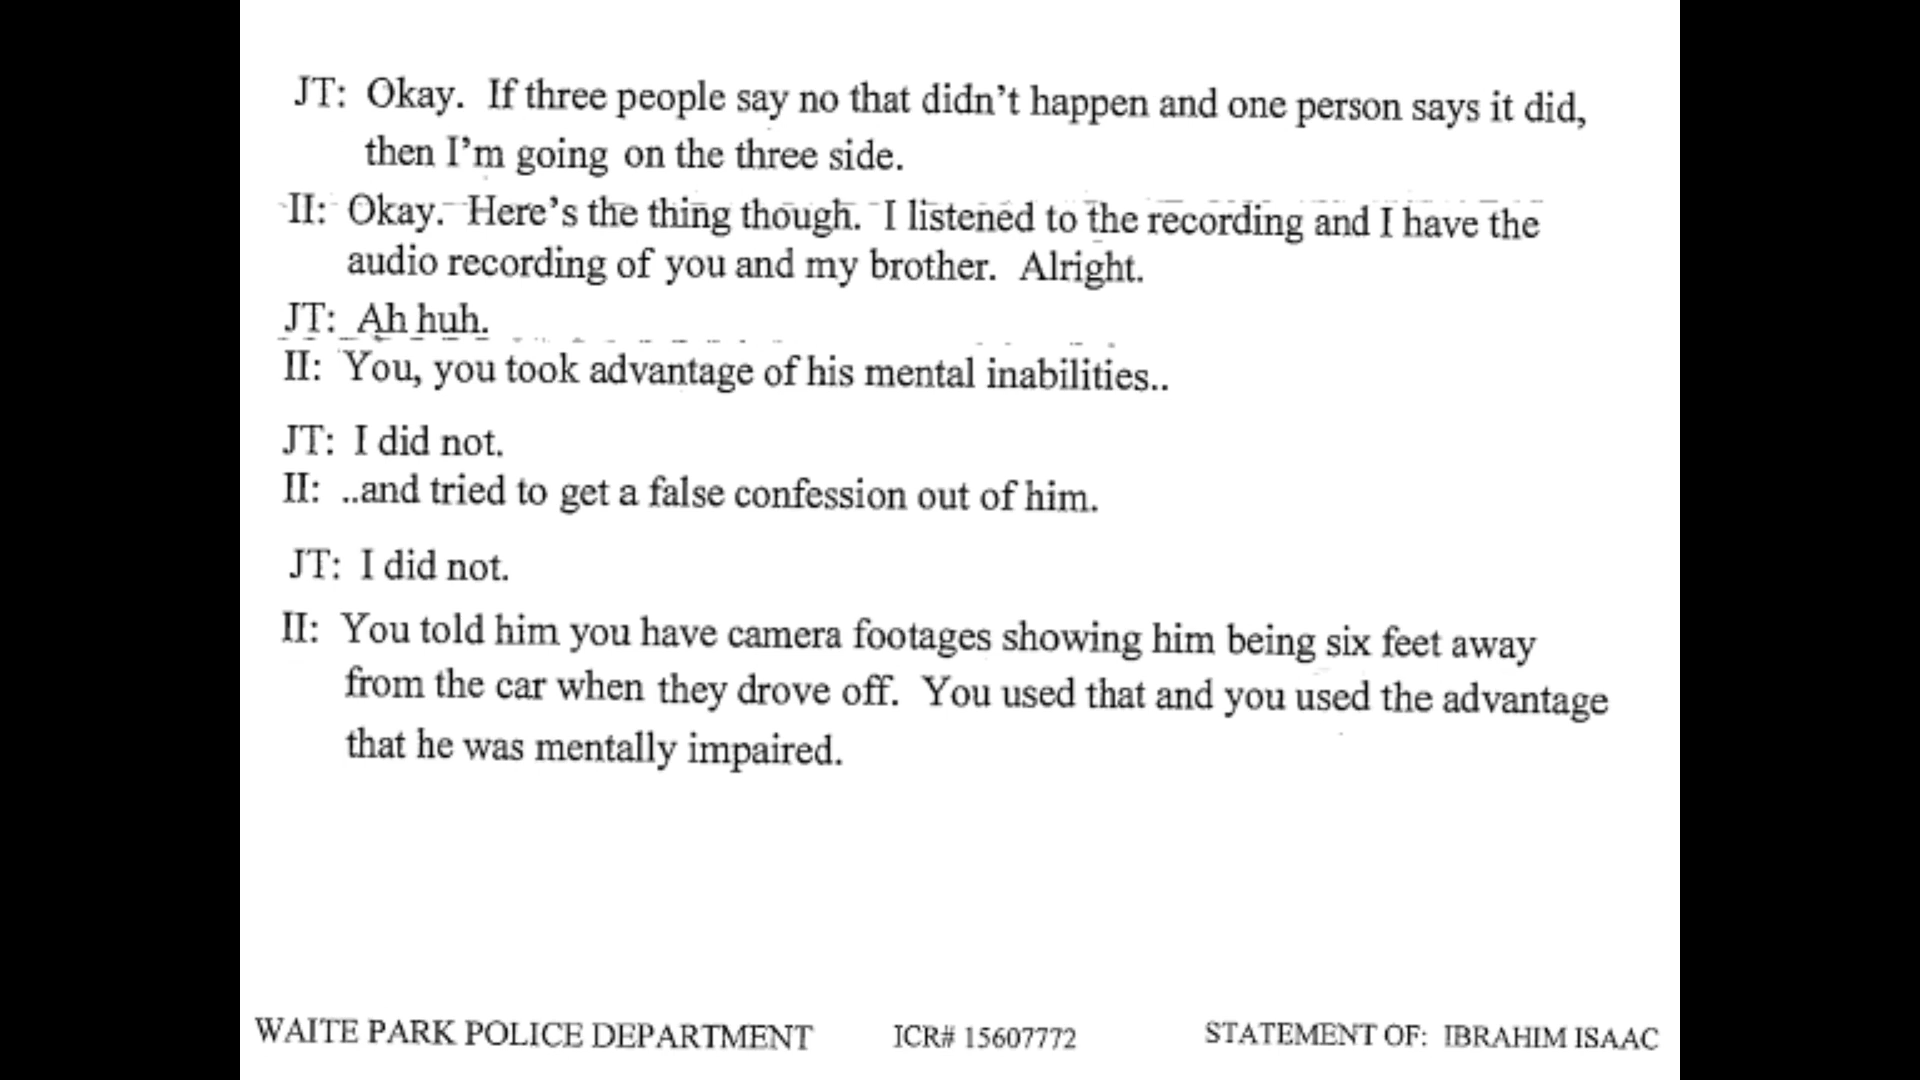 JT: Okay. If three people say no that didn't happen and one person says it did,
then I'm going on the three side.
II: Okay. Here's the thing though. I listened to the recording and I have the
audio recording of you and my brother. Alright.
JT: Ah huh.
II: You, you took advantage of his mental inabilities..
JT: I did not.
II: ..and tried to get a false confession out of him.
JT: I did not.
II: You told him you have camera footages showing him being six feet away
from the car when they drove off. You used that and you used the advantage
that he was mentally impaired.
WAITE PARK POLICE DEPARTMENT ICR# 15607772 STATEMENT OF: IBRAHIM ISAAC